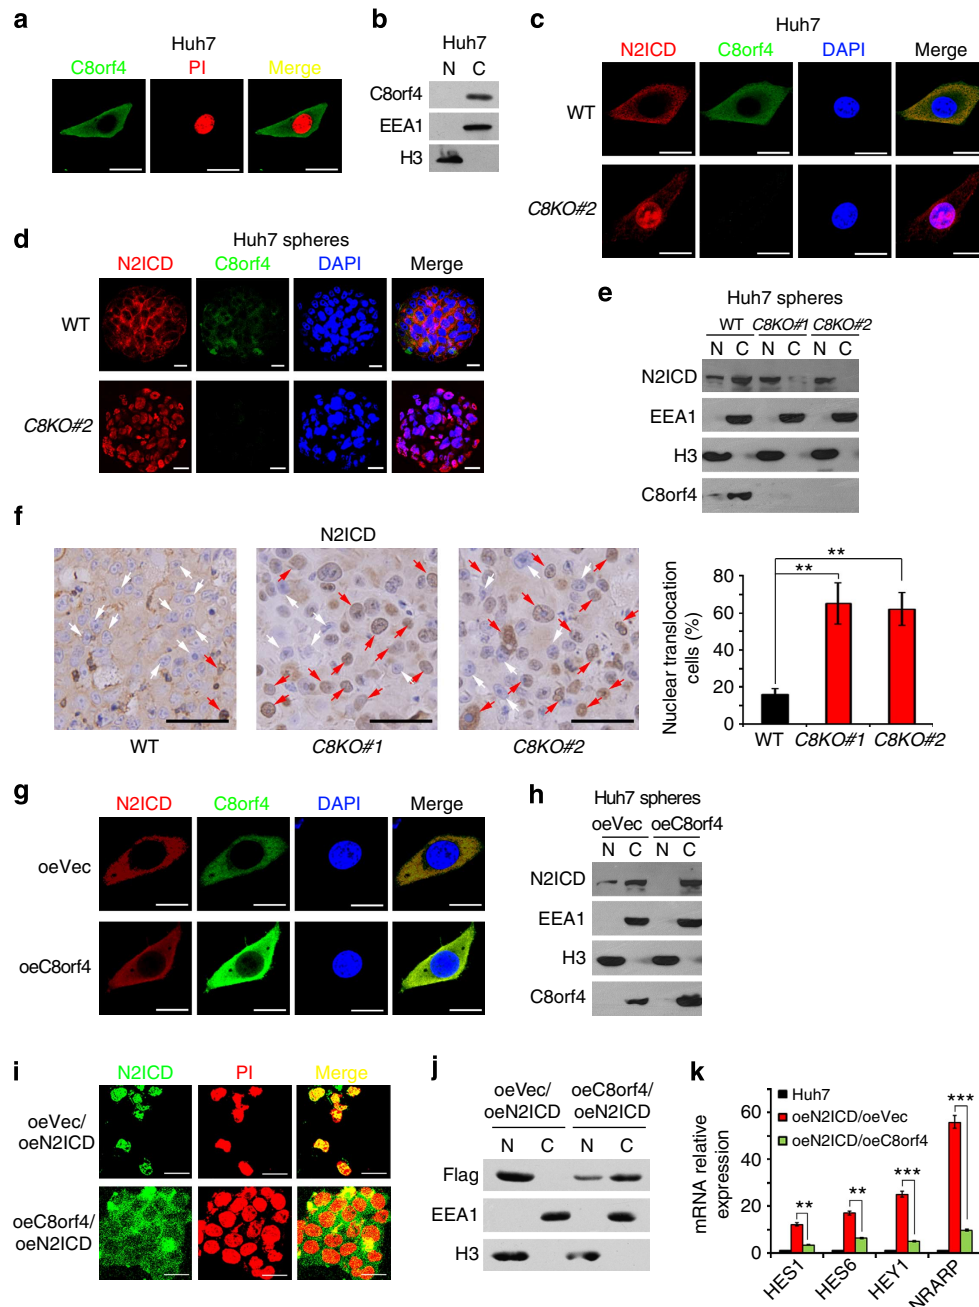 a
Huh7
C8orf4 PI Merge
b
Huh7
N C
C8orf4
EEA1
H3
c
Huh7
N2ICD C8orf4 DAPI Merge
WT
C8KO#2
d
Huh7 spheres
N2ICD C8orf4 DAPI Merge
WT
C8KO#2
e
Huh7 spheres
WT C8KO#1 C8KO#2
N C N C N C
N2ICD
EEA1
H3
C8orf4
f
N2ICD
WT C8KO#1 C8KO#2
Nuclear translocation
cells (%)
80
60
40
20
0
**
**
WT C8KO#1 C8KO#2
g
N2ICD C8orf4 DAPI Merge
oeVec
oeC8orf4
h
Huh7 spheres
oeVec oeC8orf4
N C N C
N2ICD
EEA1
H3
C8orf4
i
N2ICD PI Merge
oeVec/
oeN2ICD
oeC8orf4/
oeN2ICD
j
oeVec/ oeC8orf4/
oeN2ICD oeN2ICD
N C N C
Flag
EEA1
H3
k
mRNA relative
expression
60
40
20
0
Huh7
oeN2ICD/oeVec
oeN2ICD/oeC8orf4
**
**
***
***
HES1 HES6 HEY1 NRARP